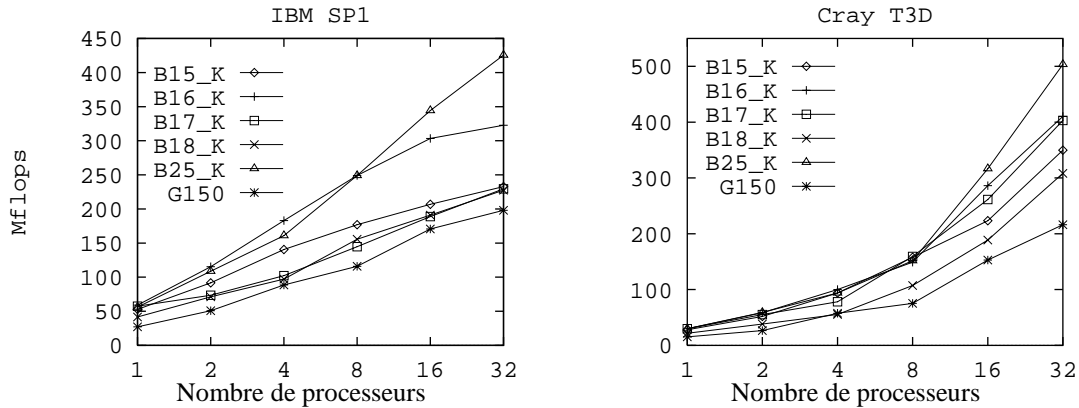 IBM SP1
Mflops
450
400
350
300
250
200
150
100
50
0
B15_K
B16_K
B17_K
B18_K
B25_K
G150
1 2 4 8 16 32
Nombre de processeurs
Cray T3D
500
400
300
200
100
0
B15_K
B16_K
B17_K
B18_K
B25_K
G150
1 2 4 8 16 32
Nombre de processeurs